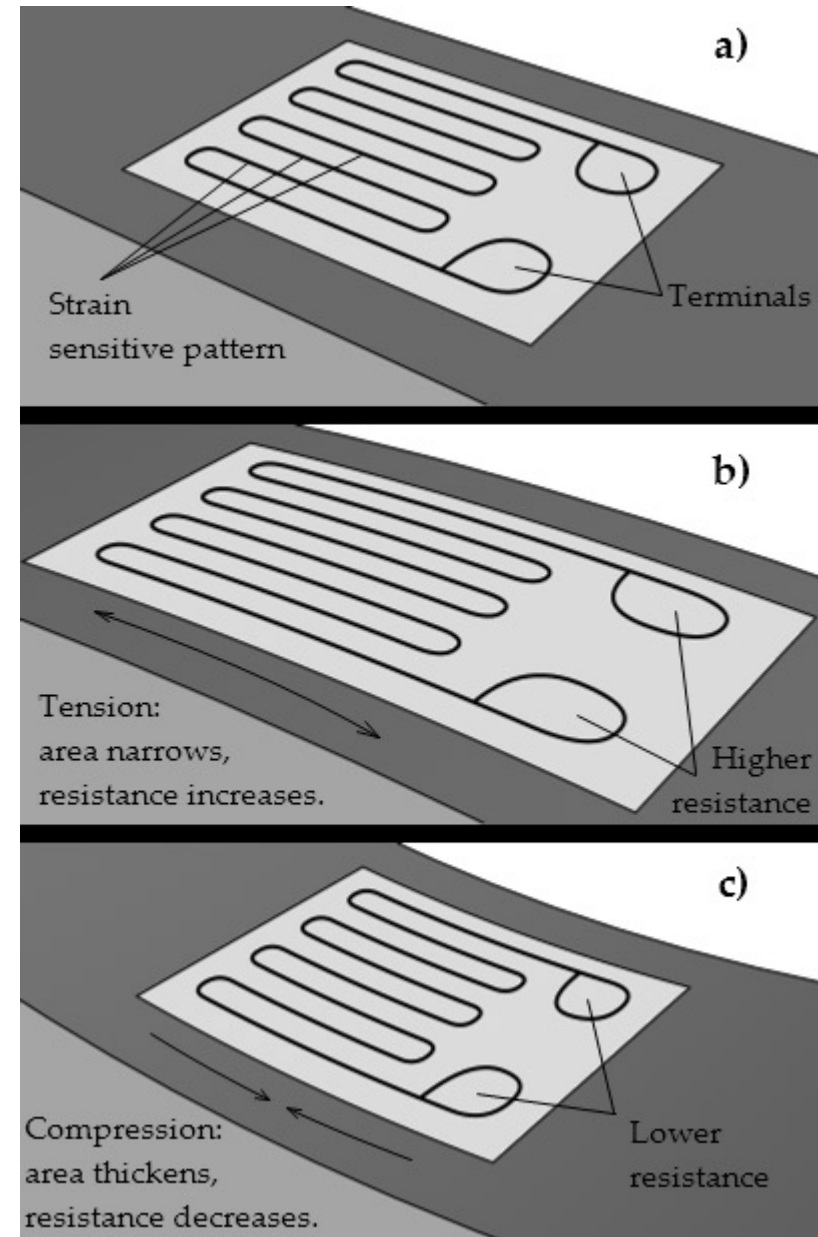 a)
Strain
sensitive pattern
Terminals
b)
Tension:
area narrows,
resistance increases.
Higher
resistance
c)
Compression:
area thickens,
resistance decreases.
Lower
resistance